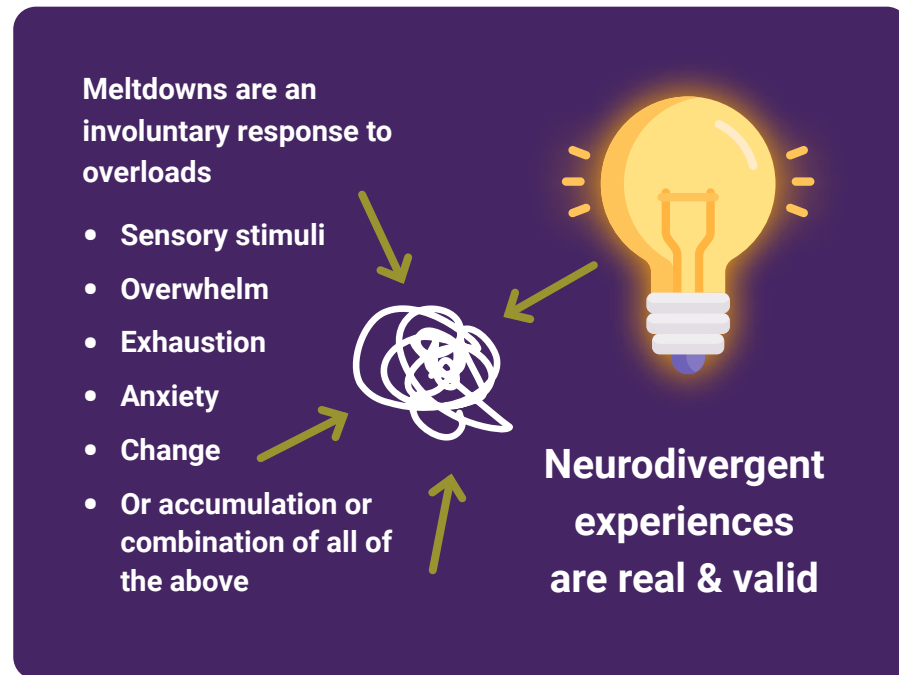 Meltdowns are an
involuntary response to
overloads
• Sensory stimuli
• Overwhelm
• Exhaustion
• Anxiety
• Change
• Or accumulation or
combination of all of
the above
Neurodivergent
experiences
are real & valid